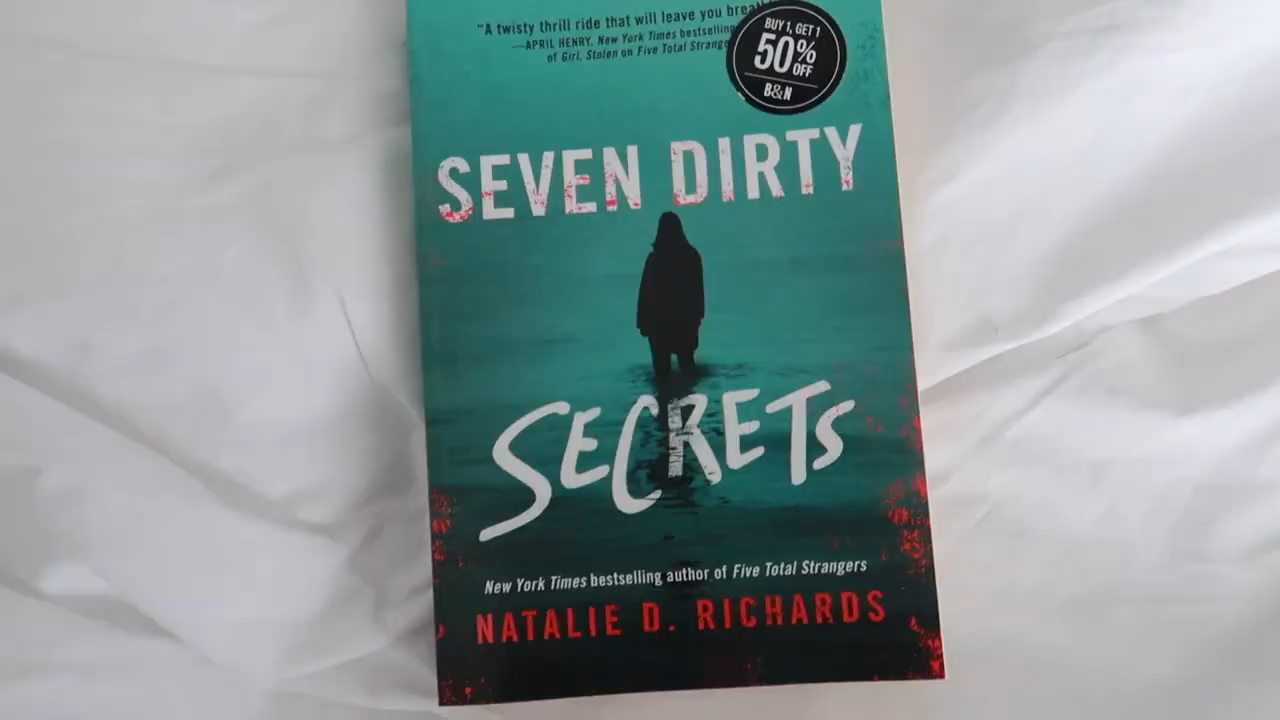 "A twisty thrill ride that will leave you
—APRIL HENRY, New York Times bestselling
of Girl, Stolen on Five Total
BUY 1, GET 1
50%
OFF
B&N
SEVEN DIRTY
SECRETS
New York Times bestselling author of Five Total Strangers
NATALIE D. RICHARDS